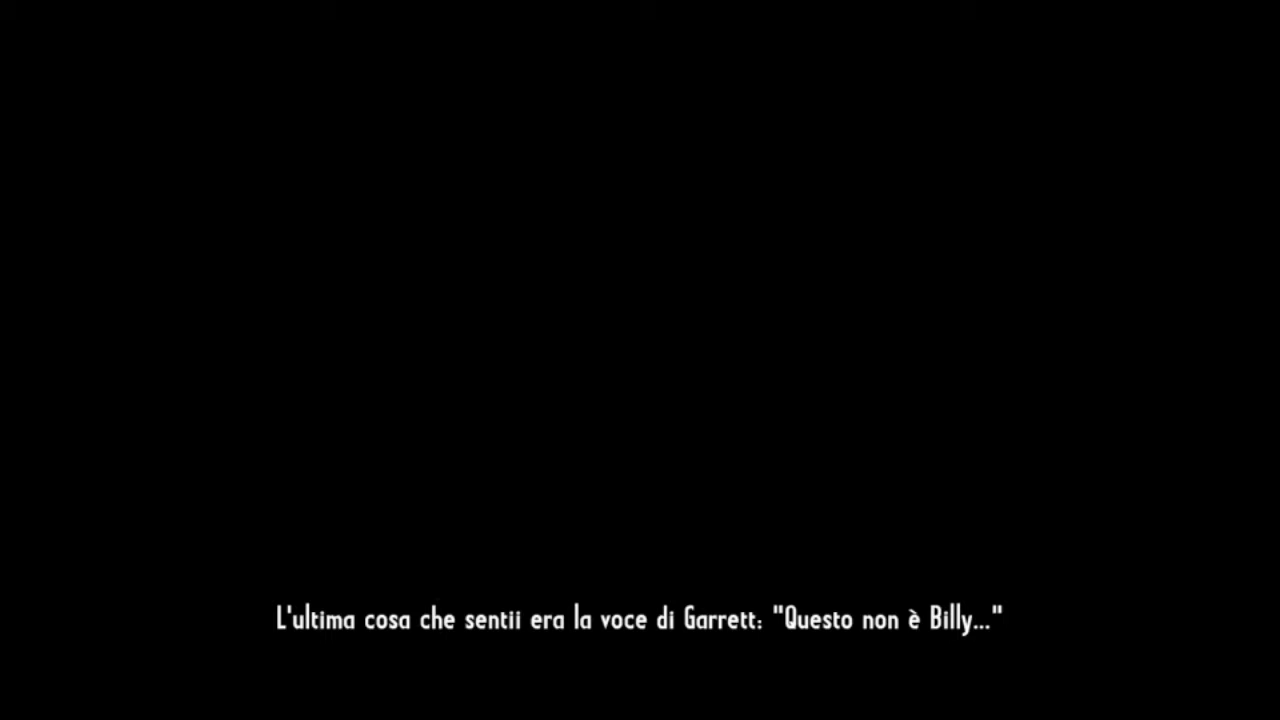 L'ultima cosa che sentii era la voce di Garrett: "Questo non è Billy..."